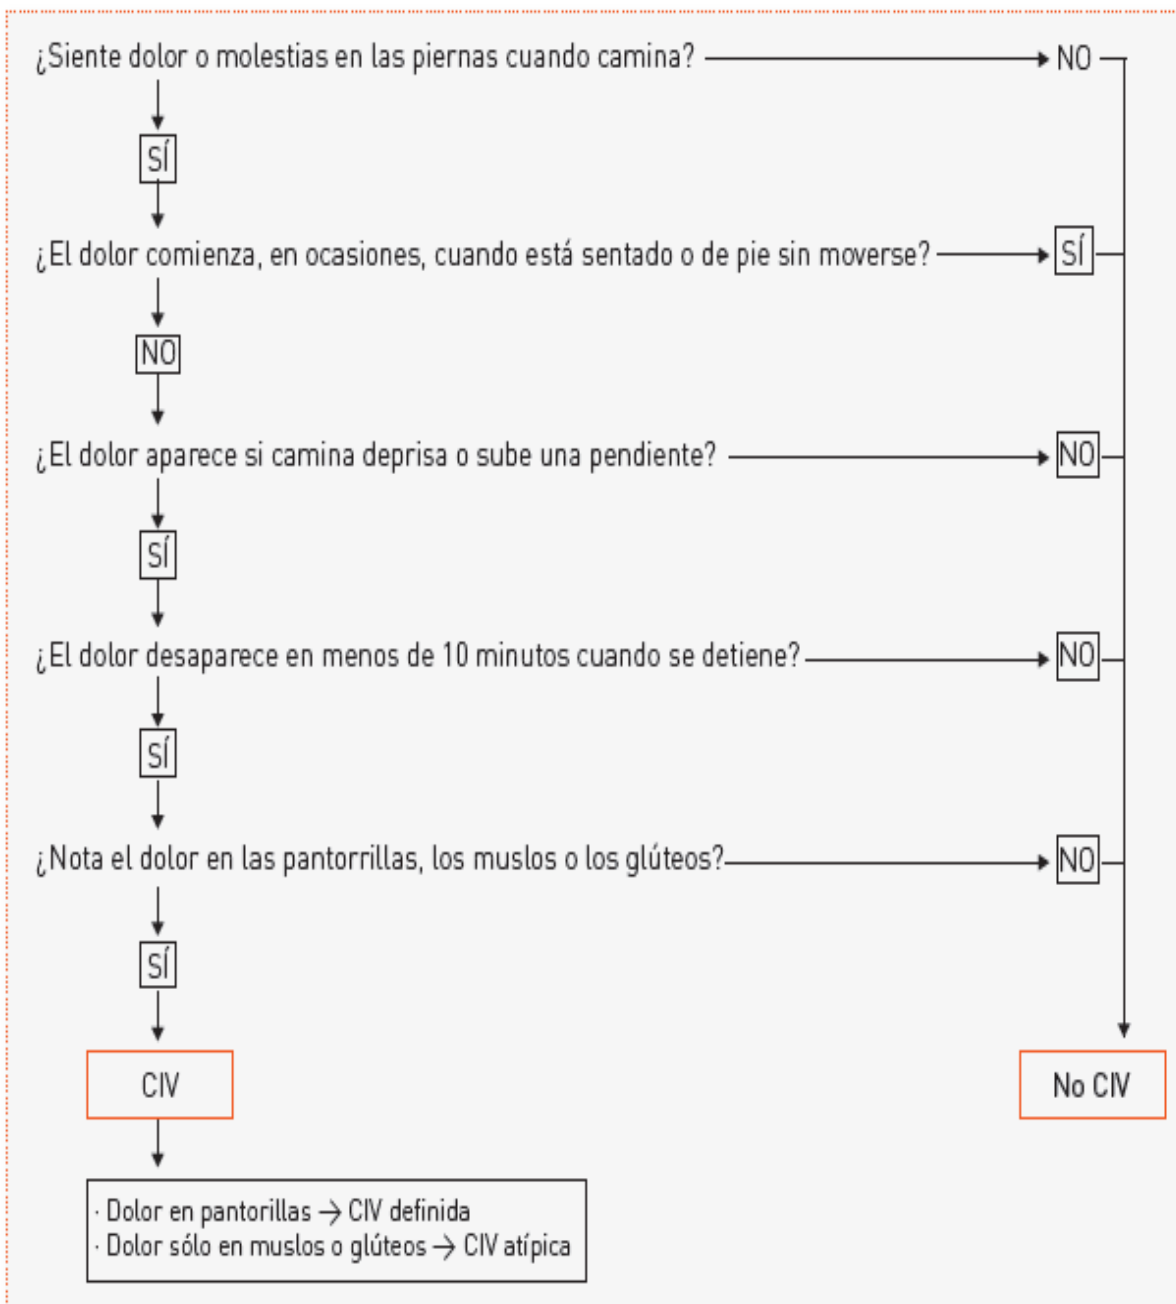 ¿Siente dolor o molestias en las piernas cuando camina? NO
SÍ
¿El dolor comienza, en ocasiones, cuando está sentado o de pie sin moverse? SÍ
NO
¿El dolor aparece si camina deprisa o sube una pendiente? NO
SÍ
¿El dolor desaparece en menos de 10 minutos cuando se detiene? NO
SÍ
¿Nota el dolor en las pantorrillas, los muslos o los glúteos? NO
SÍ
CIV No CIV
· Dolor en pantorillas → CIV definida
· Dolor sólo en muslos o glúteos → CIV atípica